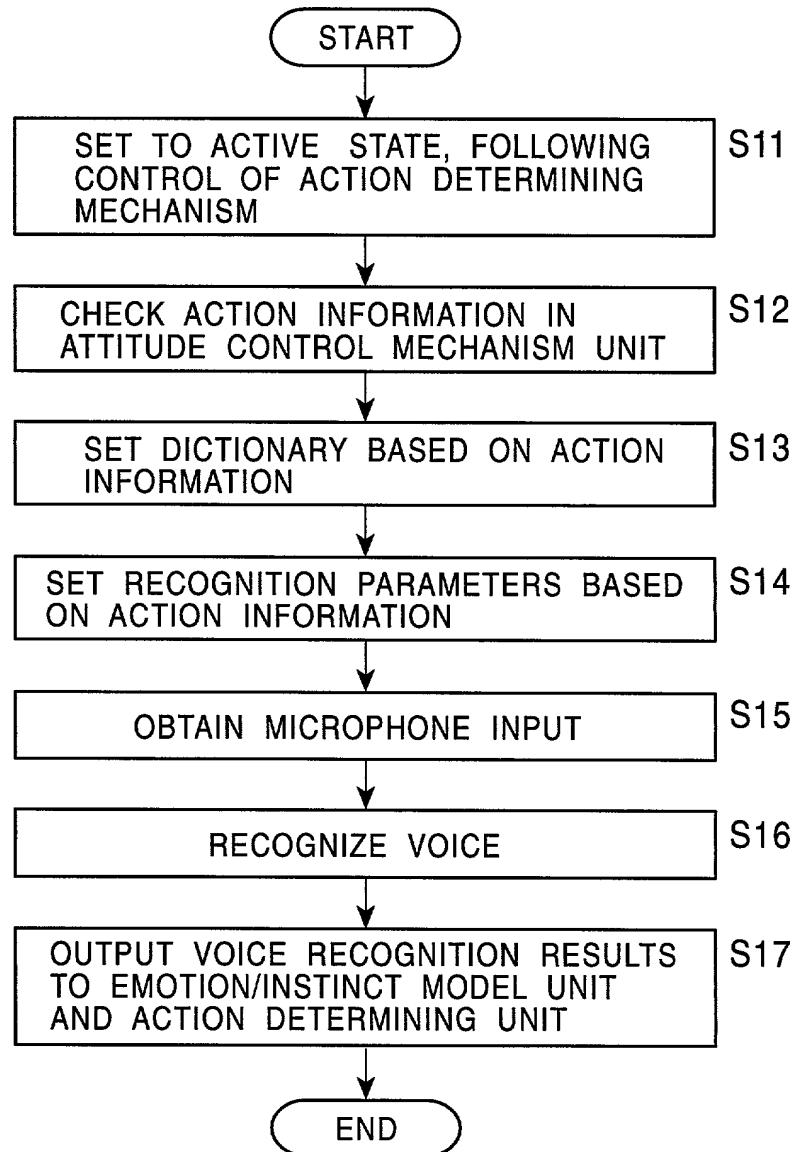 START
SET TO ACTIVE STATE, FOLLOWING
CONTROL OF ACTION DETERMINING
MECHANISM
S11
CHECK ACTION INFORMATION IN
ATTITUDE CONTROL MECHANISM UNIT
S12
SET DICTIONARY BASED ON ACTION
INFORMATION
S13
SET RECOGNITION PARAMETERS BASED
ON ACTION INFORMATION
S14
OBTAIN MICROPHONE INPUT
S15
RECOGNIZE VOICE
S16
OUTPUT VOICE RECOGNITION RESULTS
TO EMOTION/INSTINCT MODEL UNIT
AND ACTION DETERMINING UNIT
S17
END